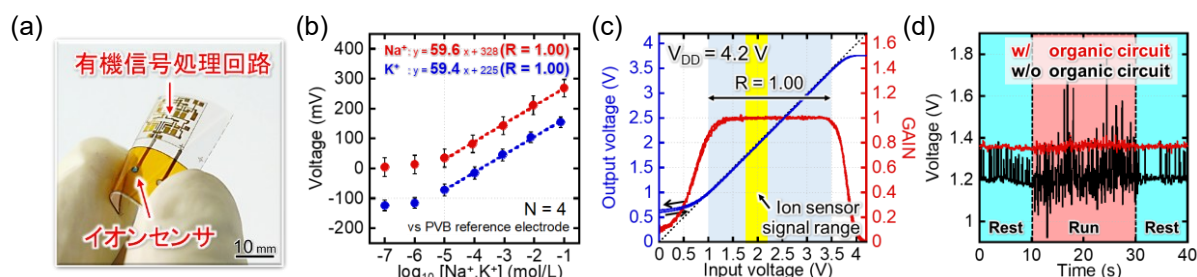 (a)
有機信号処理回路
イオンセンサ
10 mm
(b)
400
300
200
100
0
-100
-200
Voltage (mV)
Na⁺: y = 59.6 x + 328 (R = 1.00)
K⁺ : y = 59.4 x + 225 (R = 1.00)
N = 4
vs PVB reference electrode
-7 -6 -5 -4 -3 -2 -1 0
log₁₀ [Na⁺,K⁺] (mol/L)
(c)
4
3.5
3
2.5
2
1.5
1
0.5
0
Output voltage (V)
V_DD = 4.2 V
R = 1.00
Ion sensor
signal range
1.6
1.4
1.2
1
0.8
0.6
0.4
0.2
0
GAIN
0 0.5 1 1.5 2 2.5 3 3.5 4
Input voltage (V)
(d)
1.8
1.6
1.4
1.2
1.0
Voltage (V)
w/ organic circuit
w/o organic circuit
Rest Run Rest
0 10 20 30 40
Time (s)